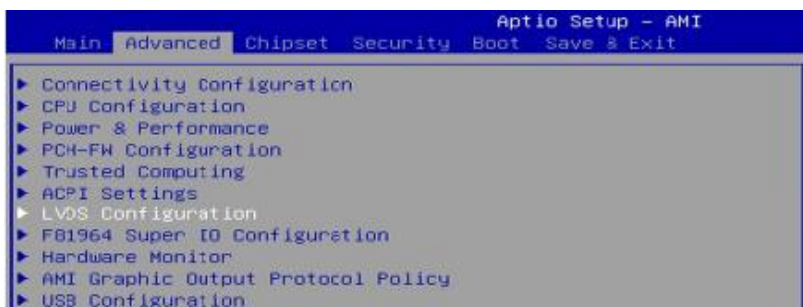 Aptio Setup - AMI
Main Advanced Chipset Security Boot Save & Exit
► Connectivity Configuration
► CPU Configuration
► Power & Performance
► PCH-FW Configuration
► Trusted Computing
► ACPI Settings
► LVDS Configuration
► F81964 Super IO Configuration
► Hardware Monitor
► AMI Graphic Output Protocol Policy
► USB Configuration